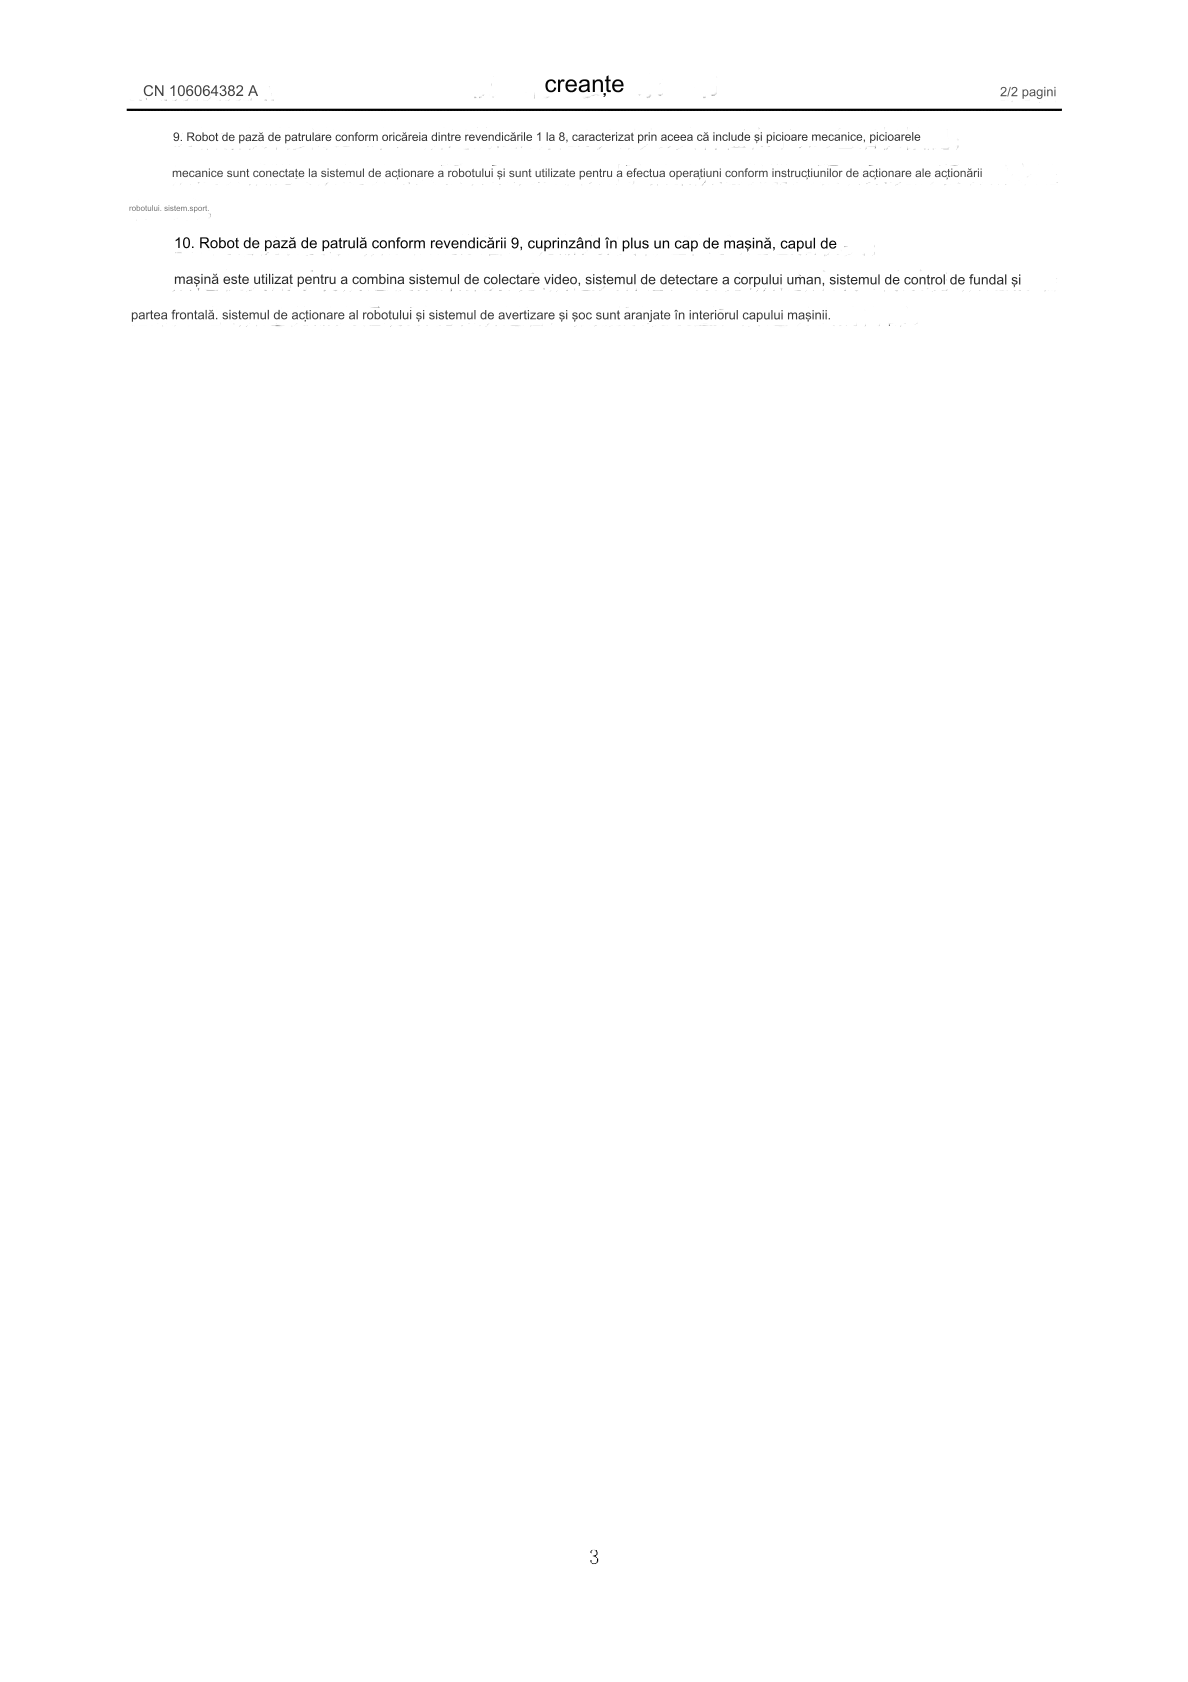 CN 106064382 A
creanțe
2/2 pagini
9. Robot de pază de patrulare conform oricăreia dintre revendicările 1 la 8, caracterizat prin aceea că include și picioare mecanice, picioarele
mecanice sunt conectate la sistemul de acționare a robotului și sunt utilizate pentru a efectua operațiuni conform instrucțiunilor de acționare ale acționării
robotului. sistem.sport.
10. Robot de pază de patrulă conform revendicării 9, cuprinzând în plus un cap de mașină, capul de
mașină este utilizat pentru a combina sistemul de colectare video, sistemul de detectare a corpului uman, sistemul de control de fundal și
partea frontală. sistemul de acționare al robotului și sistemul de avertizare și șoc sunt aranjate în interiorul capului mașinii.
3